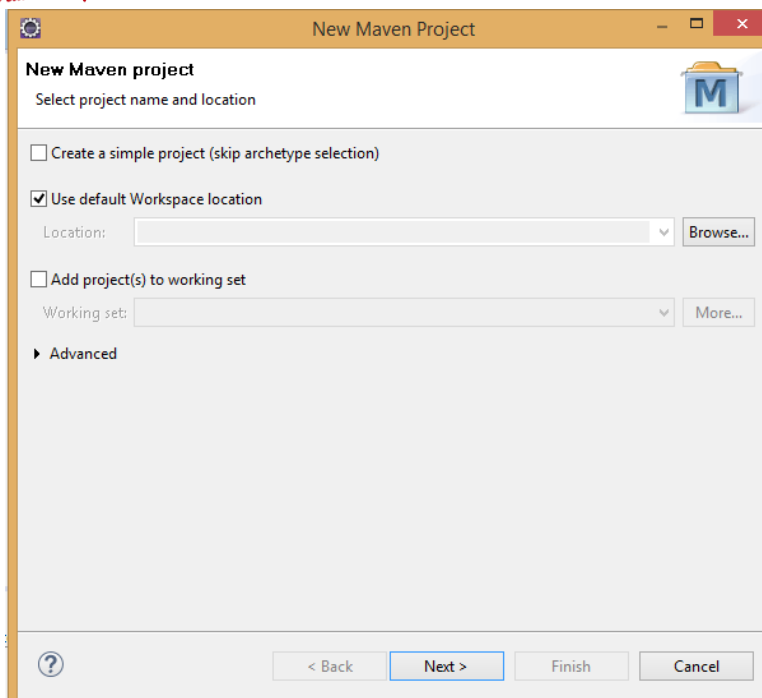 New Maven Project
New Maven project
Select project name and location
M
Create a simple project (skip archetype selection)
Use default Workspace location
Location:
Browse...
Add project(s) to working set
Working set:
More...
Advanced
?
< Back
Next >
Finish
Cancel